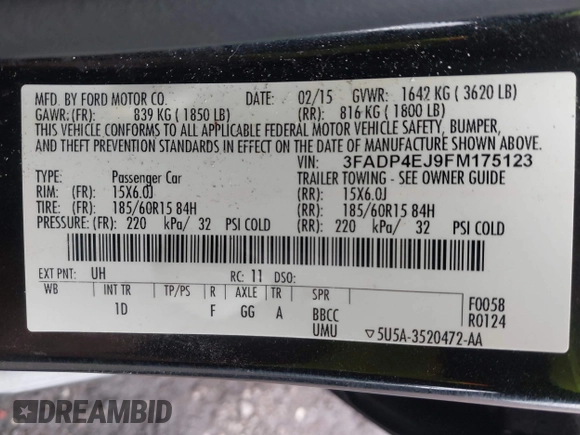 MFD. BY FORD MOTOR CO. DATE: 02/15 GVWR: 1642 KG ( 3620 LB)
GAWR:(FR): 839 KG ( 1850 LB) (RR): 816 KG ( 1800 LB)
THIS VEHICLE CONFORMS TO ALL APPLICABLE FEDERAL MOTOR VEHICLE SAFETY, BUMPER,
AND THEFT PREVENTION STANDARDS IN EFFECT ON THE DATE OF MANUFACTURE SHOWN ABOVE.
VIN: 3FADP4EJ9FM175123
TYPE: Passenger Car TRAILER TOWING - SEE OWNER GUIDE
RIM: (FR): 15X6.0J (RR): 15X6.0J
TIRE: (FR): 185/60R15 84H (RR): 185/60R15 84H
PRESSURE: (FR): 220 kPa/ 32 PSI COLD (RR): 220 kPa/ 32 PSI COLD
EXT PNT: UH RC: 11 DSO:
WB INT TR TP/PS R AXLE TR SPR
1D F GG A BBCC
UMU
F0058
R0124
▽5U5A-3520472-AA
DREAMBID